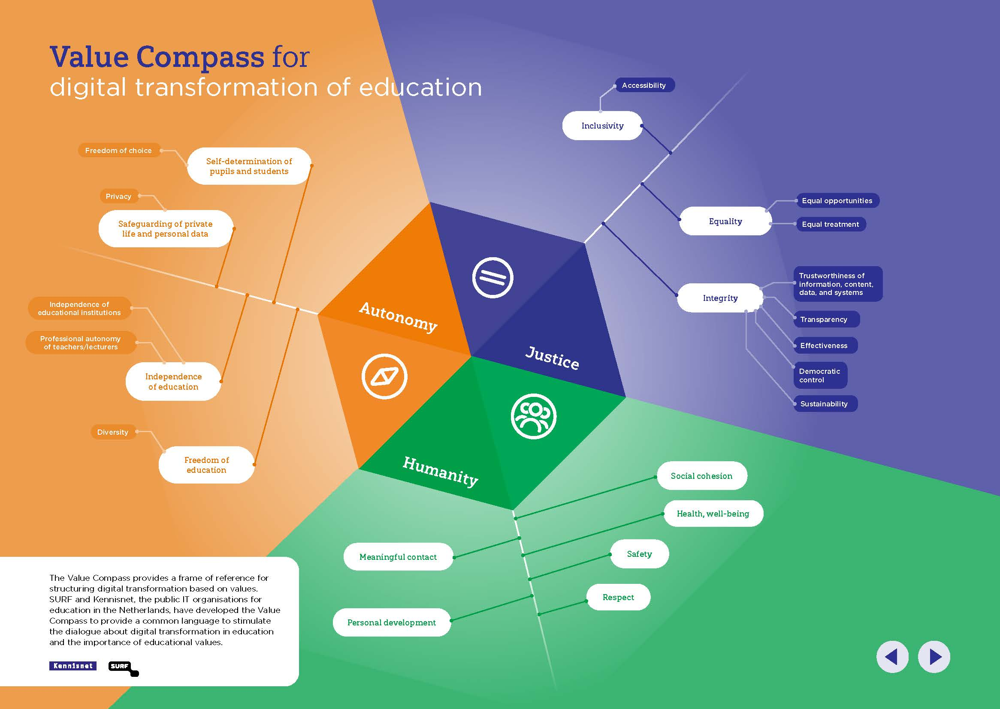 Value Compass for
digital transformation of education
Freedom of choice
Self-determination of
pupils and students
Privacy
Safeguarding of private
life and personal data
Independence of
educational institutions
Professional autonomy
of teachers/lecturers
Independence
of education
Diversity
Freedom of
education
Autonomy
Justice
Humanity
Accessibility
Inclusivity
Equality
Equal opportunities
Equal treatment
Integrity
Trustworthiness of
information, content,
data, and systems
Transparency
Effectiveness
Democratic
control
Sustainability
Social cohesion
Health, well-being
Meaningful contact
Safety
Respect
Personal development
The Value Compass provides a frame of reference for
structuring digital transformation based on values.
SURF and Kennisnet, the public IT organisations for
education in the Netherlands, have developed the Value
Compass to provide a common language to stimulate
the dialogue about digital transformation in education
and the importance of educational values.
Kennisnet
SURF